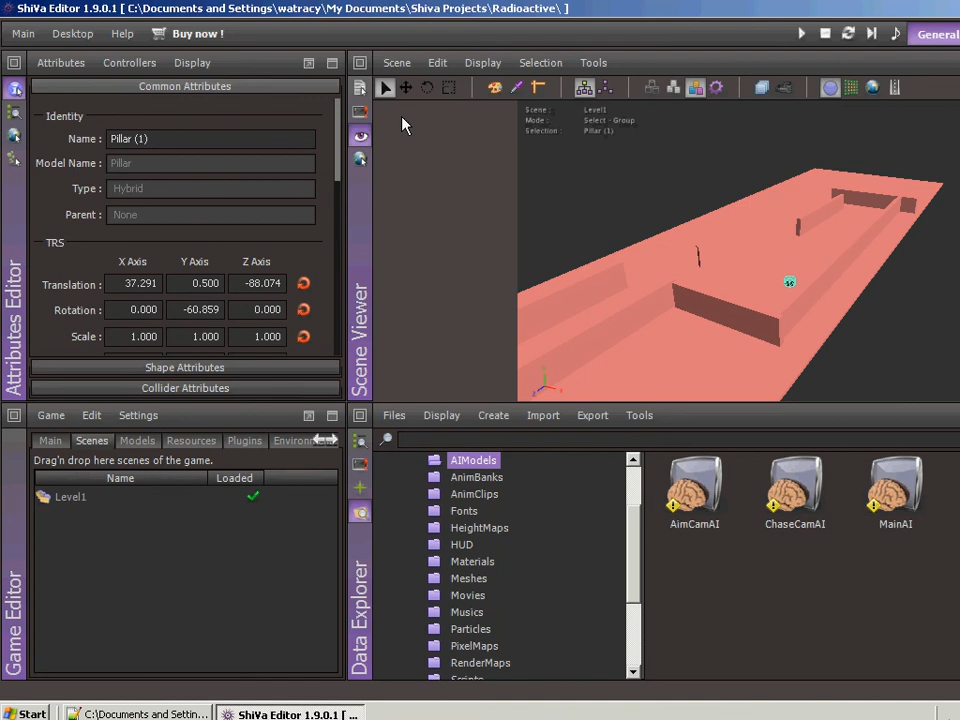 ShiVa Editor 1.9.0.1 [ C:\Documents and Settings\watracy\My Documents\Shiva Projects\Radioactive\ ]
Main Desktop Help Buy now ! General
Attributes Controllers Display
Scene Edit Display Selection Tools
Common Attributes
Identity
Name : Pillar (1)
Model Name : Pillar
Type : Hybrid
Parent : None
TRS
X Axis Y Axis Z Axis
Translation : 37.291 0.500 -88.074
Rotation : 0.000 -60.859 0.000
Scale : 1.000 1.000 1.000
Shape Attributes
Collider Attributes
Attributes Editor
Scene : Level1
Mode : Select - Group
Selection : Pillar (1)
Scene Viewer
Game Edit Settings
Main Scenes Models Resources Plugins
Drag'n drop here scenes of the game.
Name Loaded
Level1
Game Editor
Files Display Create Import Export Tools
AIModels
AnimBanks
AnimClips
Fonts
HeightMaps
HUD
Materials
Meshes
Movies
Musics
Particles
PixelMaps
RenderMaps
Data Explorer
AimCamAI ChaseCamAI MainAI
Start C:\Documents and Settin... ShiVa Editor 1.9.0.1 [ ...